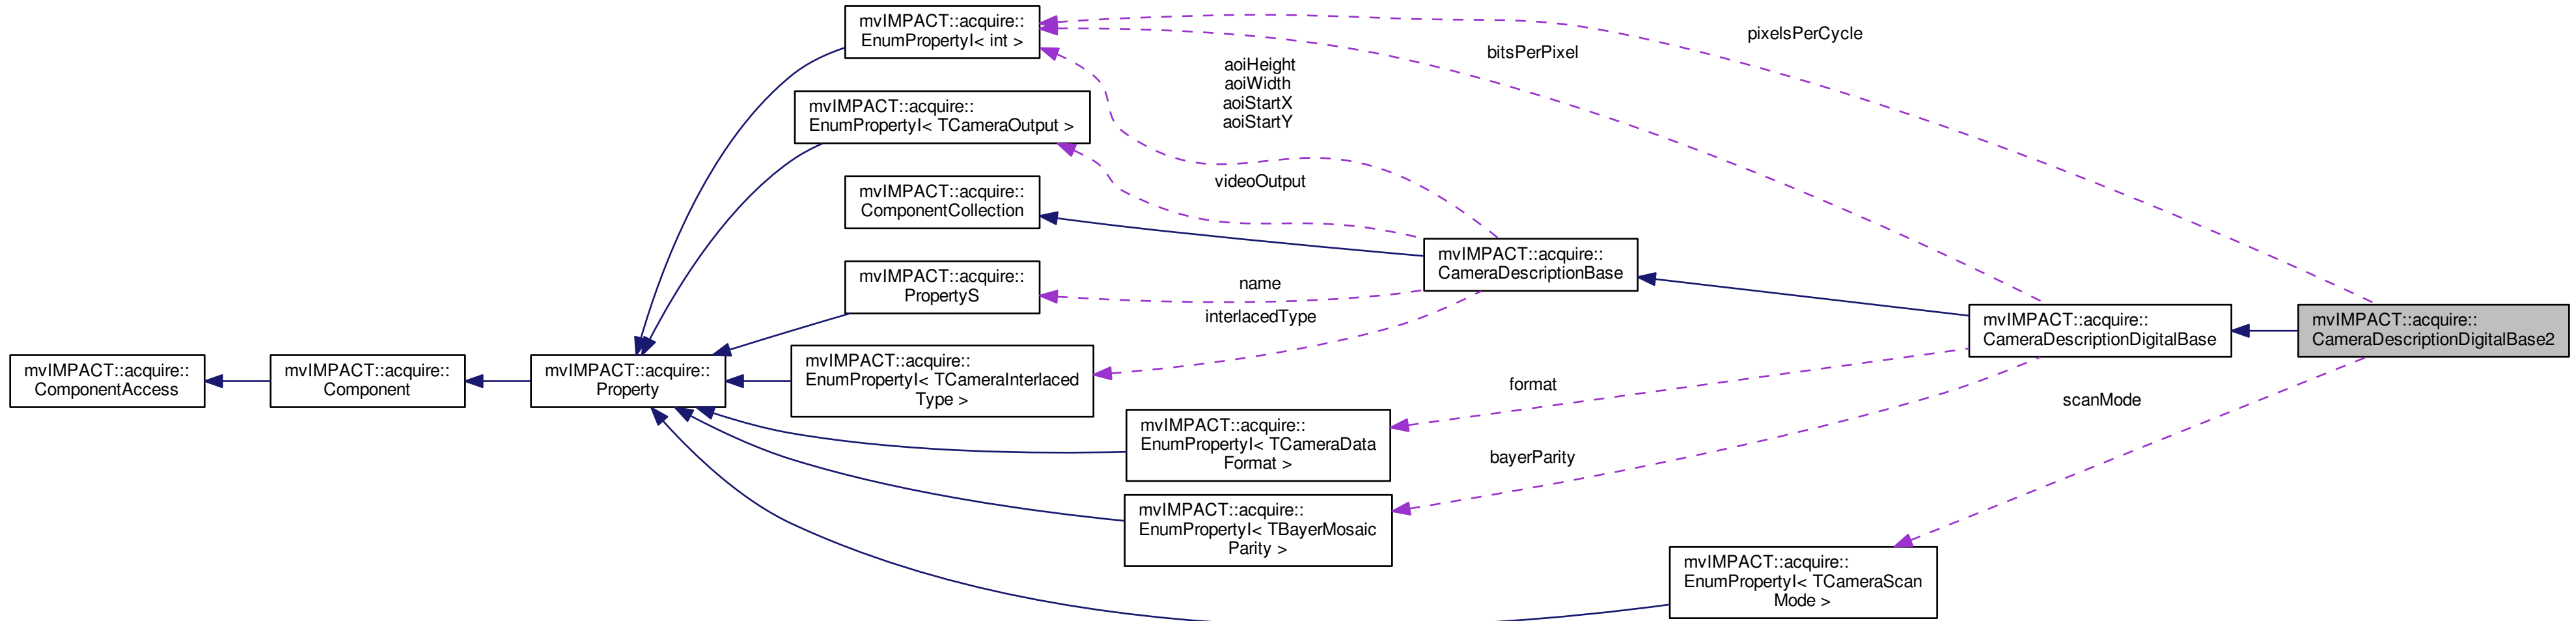 mvIMPACT::acquire::
EnumPropertyI< int >
pixelsPerCycle
bitsPerPixel
aoiHeight
aoiWidth
aoiStartX
aoiStartY
mvIMPACT::acquire::
EnumPropertyI< TCameraOutput >
videoOutput
mvIMPACT::acquire::
ComponentCollection
mvIMPACT::acquire::
CameraDescriptionBase
mvIMPACT::acquire::
PropertyS
name
interlacedType
mvIMPACT::acquire::
CameraDescriptionDigitalBase
mvIMPACT::acquire::
CameraDescriptionDigitalBase2
mvIMPACT::acquire::
ComponentAccess
mvIMPACT::acquire::
Component
mvIMPACT::acquire::
Property
mvIMPACT::acquire::
EnumPropertyI< TCameraInterlaced
Type >
format
scanMode
mvIMPACT::acquire::
EnumPropertyI< TCameraData
Format >
bayerParity
mvIMPACT::acquire::
EnumPropertyI< TBayerMosaic
Parity >
mvIMPACT::acquire::
EnumPropertyI< TCameraScan
Mode >